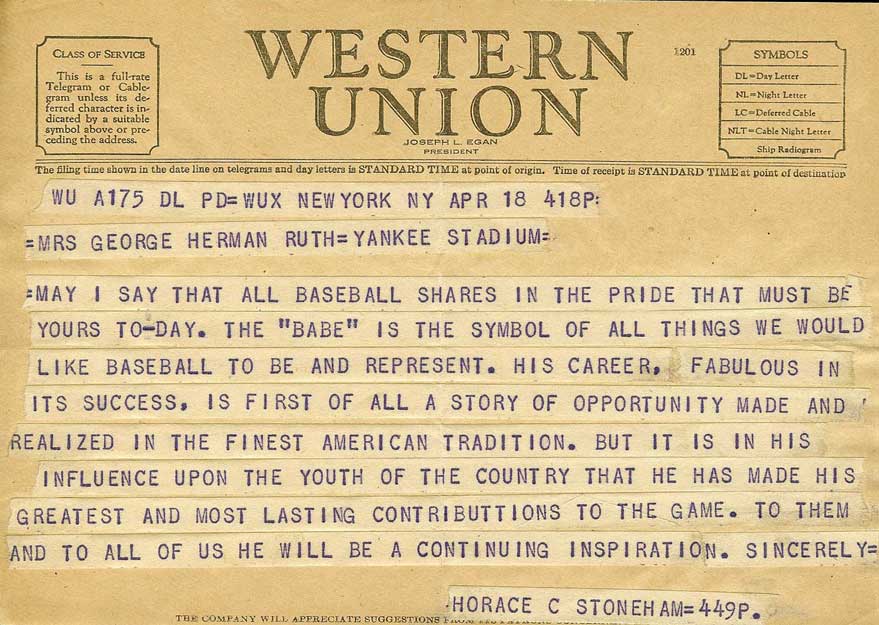 CLASS OF SERVICE
This is a full-rate
Telegram or Cable-
gram unless its de-
ferred character is in-
dicated by a suitable
symbol above or pre-
ceding the address.
WESTERN
UNION
JOSEPH L. EGAN
PRESIDENT
1201
SYMBOLS
DL=Day Letter
NL=Night Letter
LC=Deferred Cable
NLT=Cable Night Letter
Ship Radiogram
The filing time shown in the date line on telegrams and day letters is STANDARD TIME at point of origin. Time of receipt is STANDARD TIME at point of destination
WU A175 DL PD=WUX NEWYORK NY APR 18 418P=
=MRS GEORGE HERMAN RUTH=YANKEE STADIUM=
=MAY I SAY THAT ALL BASEBALL SHARES IN THE PRIDE THAT MUST BE
YOURS TO-DAY. THE "BABE" IS THE SYMBOL OF ALL THINGS WE WOULD
LIKE BASEBALL TO BE AND REPRESENT. HIS CAREER, FABULOUS IN
ITS SUCCESS, IS FIRST OF ALL A STORY OF OPPORTUNITY MADE AND
REALIZED IN THE FINEST AMERICAN TRADITION. BUT IT IS IN HIS
INFLUENCE UPON THE YOUTH OF THE COUNTRY THAT HE HAS MADE HIS
GREATEST AND MOST LASTING CONTRIBUTTIONS TO THE GAME. TO THEM
AND TO ALL OF US HE WILL BE A CONTINUING INSPIRATION. SINCERELY=
HORACE C STONEHAM=449P.
THE COMPANY WILL APPRECIATE SUGGESTIONS